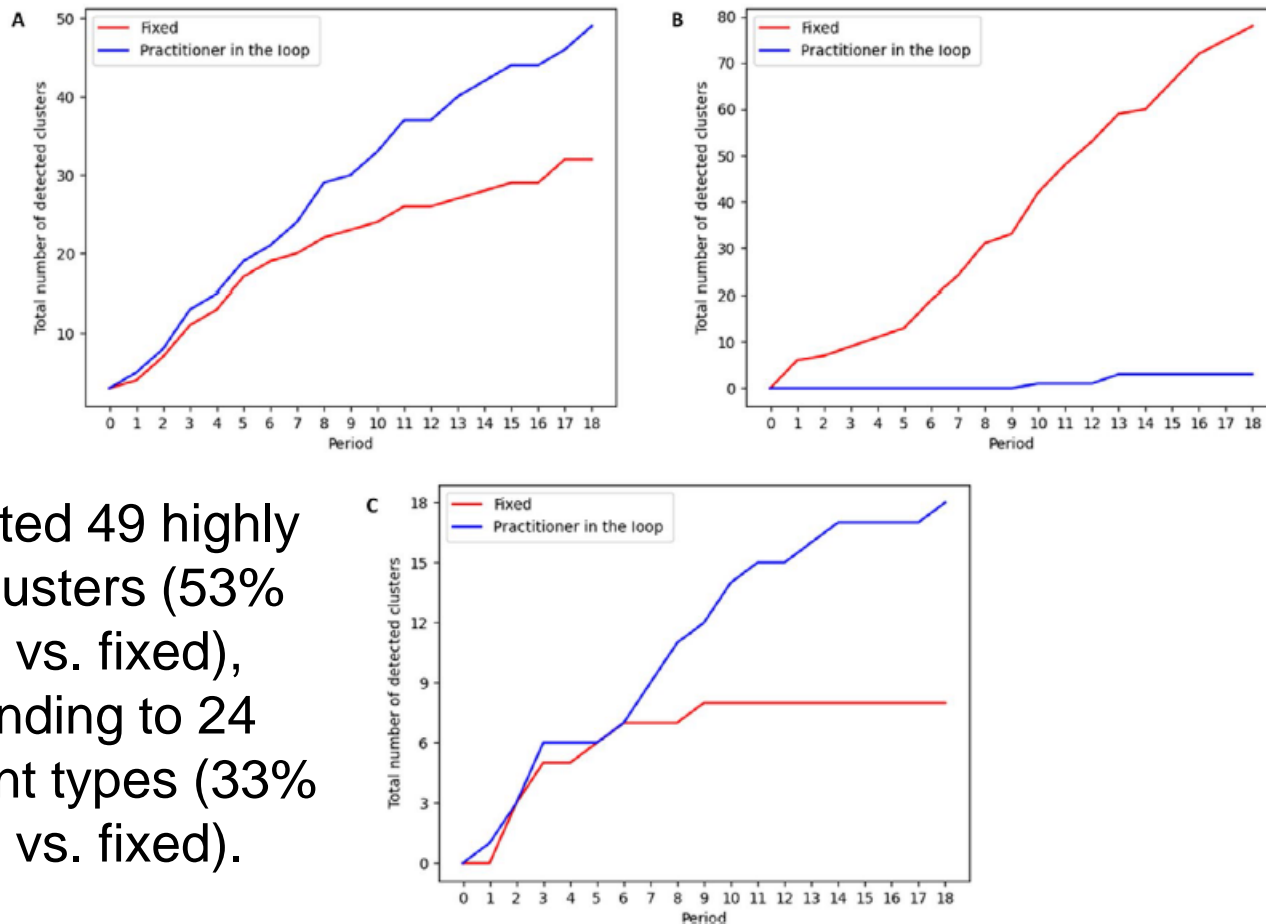 A
Fixed
Practitioner in the loop
Total number of detected clusters
50
40
30
20
10
0 1 2 3 4 5 6 7 8 9 10 11 12 13 14 15 16 17 18
Period
B
Fixed
Practitioner in the loop
Total number of detected clusters
80
70
60
50
40
30
20
10
0
0 1 2 3 4 5 6 7 8 9 10 11 12 13 14 15 16 17 18
Period
ted 49 highly
usters (53%
vs. fixed),
nding to 24
nt types (33%
vs. fixed).
C
Fixed
Practitioner in the loop
Total number of detected clusters
18
15
12
9
6
3
0
0 1 2 3 4 5 6 7 8 9 10 11 12 13 14 15 16 17 18
Period